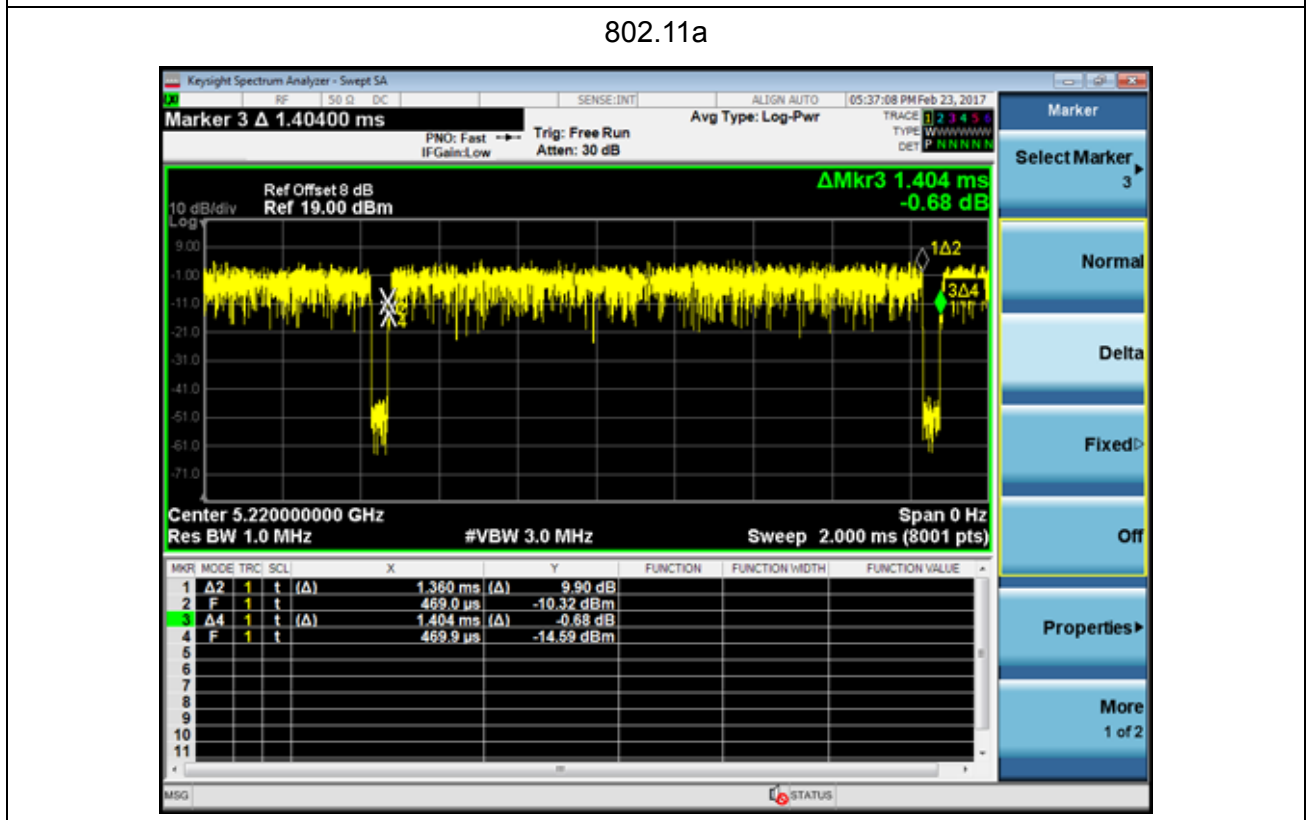 802.11a
Keysight Spectrum Analyzer - Swept SA
RF 50 Ω DC SENSE:INT ALIGN AUTO 05:37:08 PM Feb 23, 2017
Marker 3 Δ 1.40400 ms
PNO: Fast
IFGain:Low
Trig: Free Run
Atten: 30 dB
Avg Type: Log-Pwr
TRACE 1 2 3 4 5 6
TYPE WWWWWW
DET P N N N N N
Ref Offset 8 dB
Ref 19.00 dBm
10 dB/div
Log
ΔMkr3 1.404 ms
-0.68 dB
9.00
-1.00
-11.0
-21.0
-31.0
-41.0
-51.0
-61.0
-71.0
1Δ2
3Δ4
4
Center 5.220000000 GHz
Span 0 Hz
Res BW 1.0 MHz
#VBW 3.0 MHz
Sweep 2.000 ms (8001 pts)
MKR MODE TRC SCL X Y FUNCTION FUNCTION WIDTH FUNCTION VALUE
1 Δ2 1 t (Δ) 1.360 ms (Δ) 9.90 dB
2 F 1 t 469.0 µs -10.32 dBm
3 Δ4 1 t (Δ) 1.404 ms (Δ) -0.68 dB
4 F 1 t 469.9 µs -14.59 dBm
5
6
7
8
9
10
11
MSG
STATUS
Marker
Select Marker
3
Normal
Delta
Fixed
Off
Properties
More
1 of 2